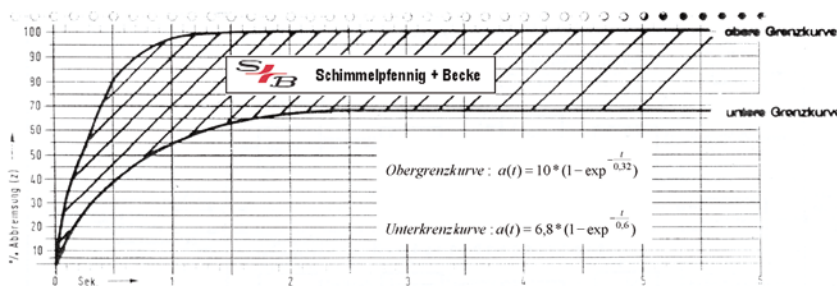 100
90
80
70
60
50
40
30
20
10
% Abbremsung (z)
obere Grenzkurve
S+B Schimmelpfennig + Becke
untere Grenzkurve
Obergrenzkurve : a(t) = 10*(1−exp^{-t/0,32})
Unterkrenzkurve : a(t) = 6,8*(1−exp^{-t/0,6})
0 1 2 3 4 5 6
Sek.